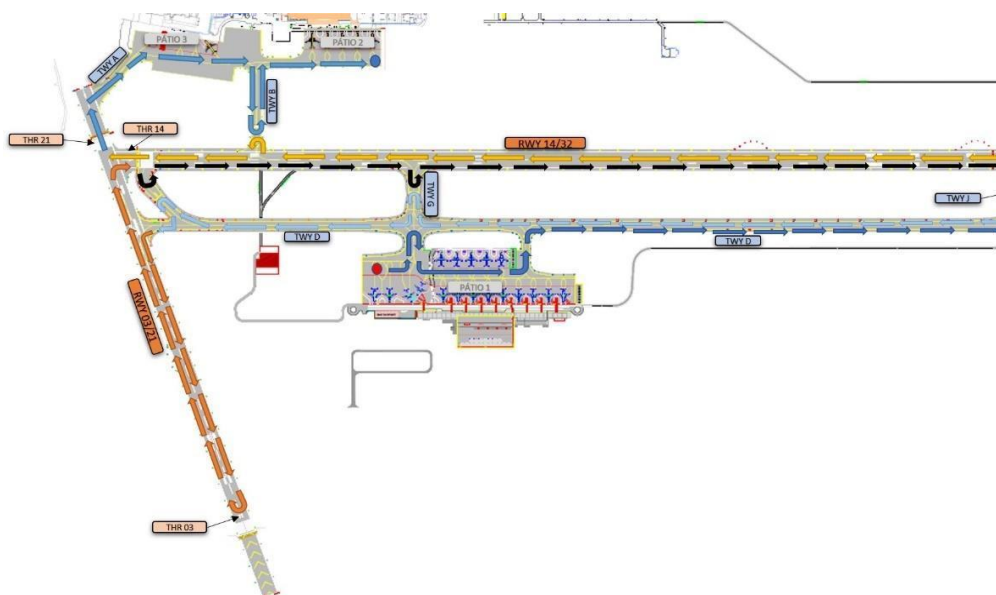 PÁTIO 3
PÁTIO 2
TWY A
TWY B
THR 21
THR 14
RWY 14/32
TWY G
TWY J
TWY D
TWY D
PÁTIO 1
RWY 03/21
THR 03